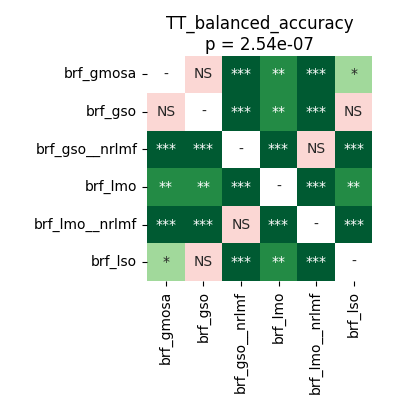 TT_balanced_accuracy
p = 2.54e-07
brf_gmosa - NS *** ** *** *
brf_gso NS - *** ** *** NS
brf_gso__nrlmf *** *** - *** NS ***
brf_lmo ** ** *** - *** **
brf_lmo__nrlmf *** *** NS *** - ***
brf_lso * NS *** ** *** -
brf_gmosa
brf_gso
brf_gso__nrlmf
brf_lmo
brf_lmo__nrlmf
brf_lso